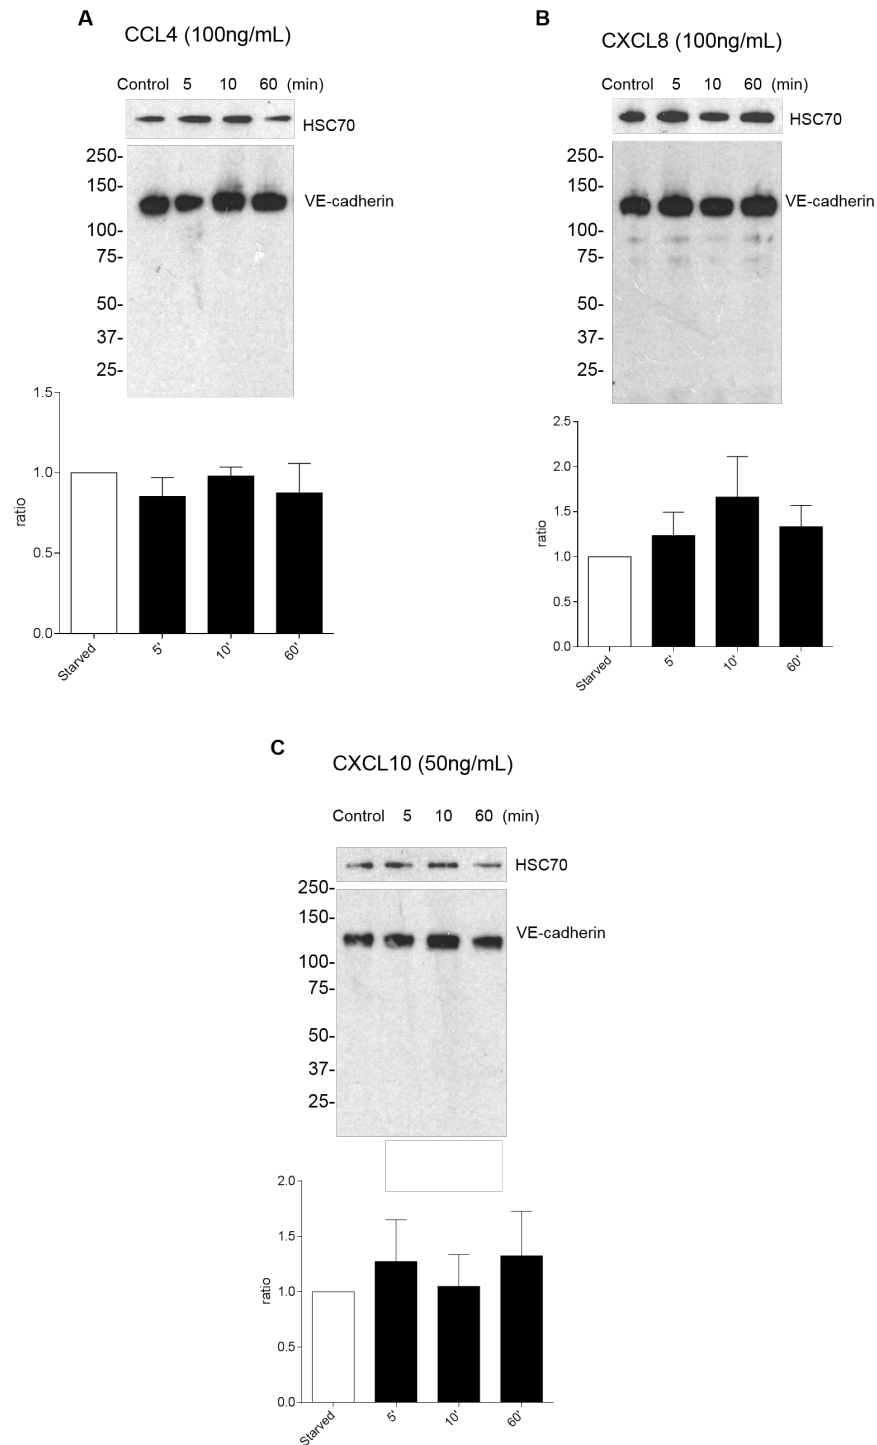 A
CCL4 (100ng/mL)
Control 5 10 60 (min)
HSC70
250-
150-
VE-cadherin
100-
75-
50-
37-
25-
1.5
1.0
ratio
0.5
0.0
Starved 5' 10' 60'
B
CXCL8 (100ng/mL)
Control 5 10 60 (min)
HSC70
250-
150-
VE-cadherin
100-
75-
50-
37-
25-
2.5
2.0
1.5
ratio
1.0
0.5
0.0
Starved 5' 10' 60'
C
CXCL10 (50ng/mL)
Control 5 10 60 (min)
HSC70
250-
150-
VE-cadherin
100-
75-
50-
37-
25-
2.0
1.5
ratio
1.0
0.5
0.0
Starved 5' 10' 60'